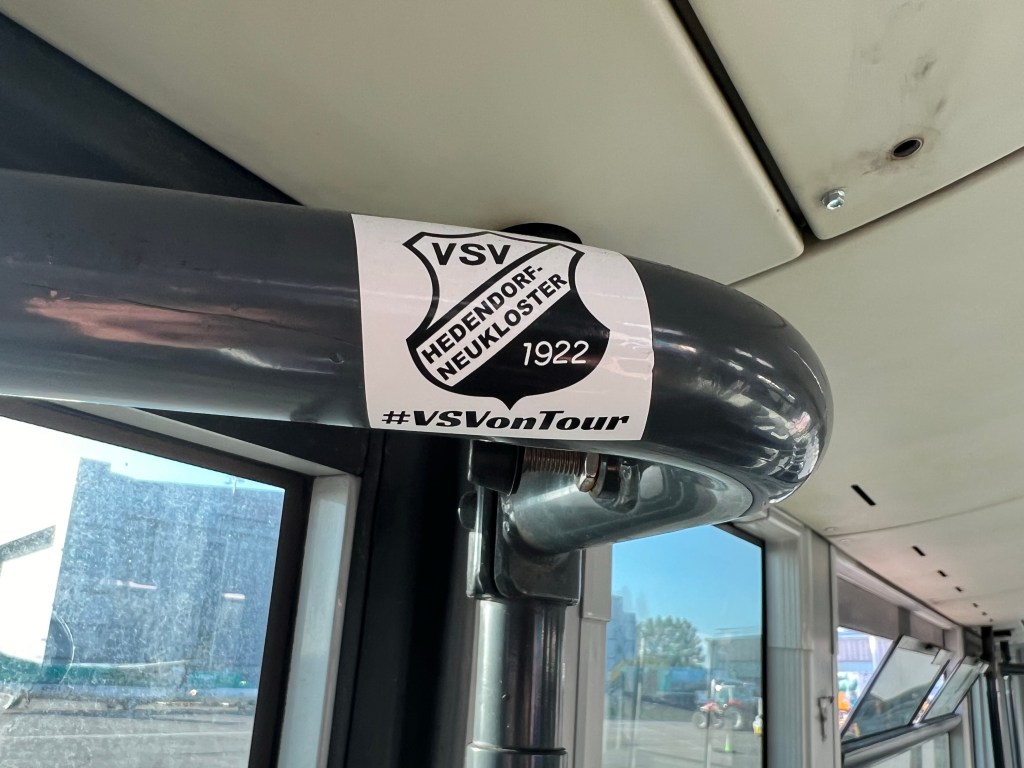 VSV
HEDENDORF-
NEUKLOSTER
1922
#VSVonTour